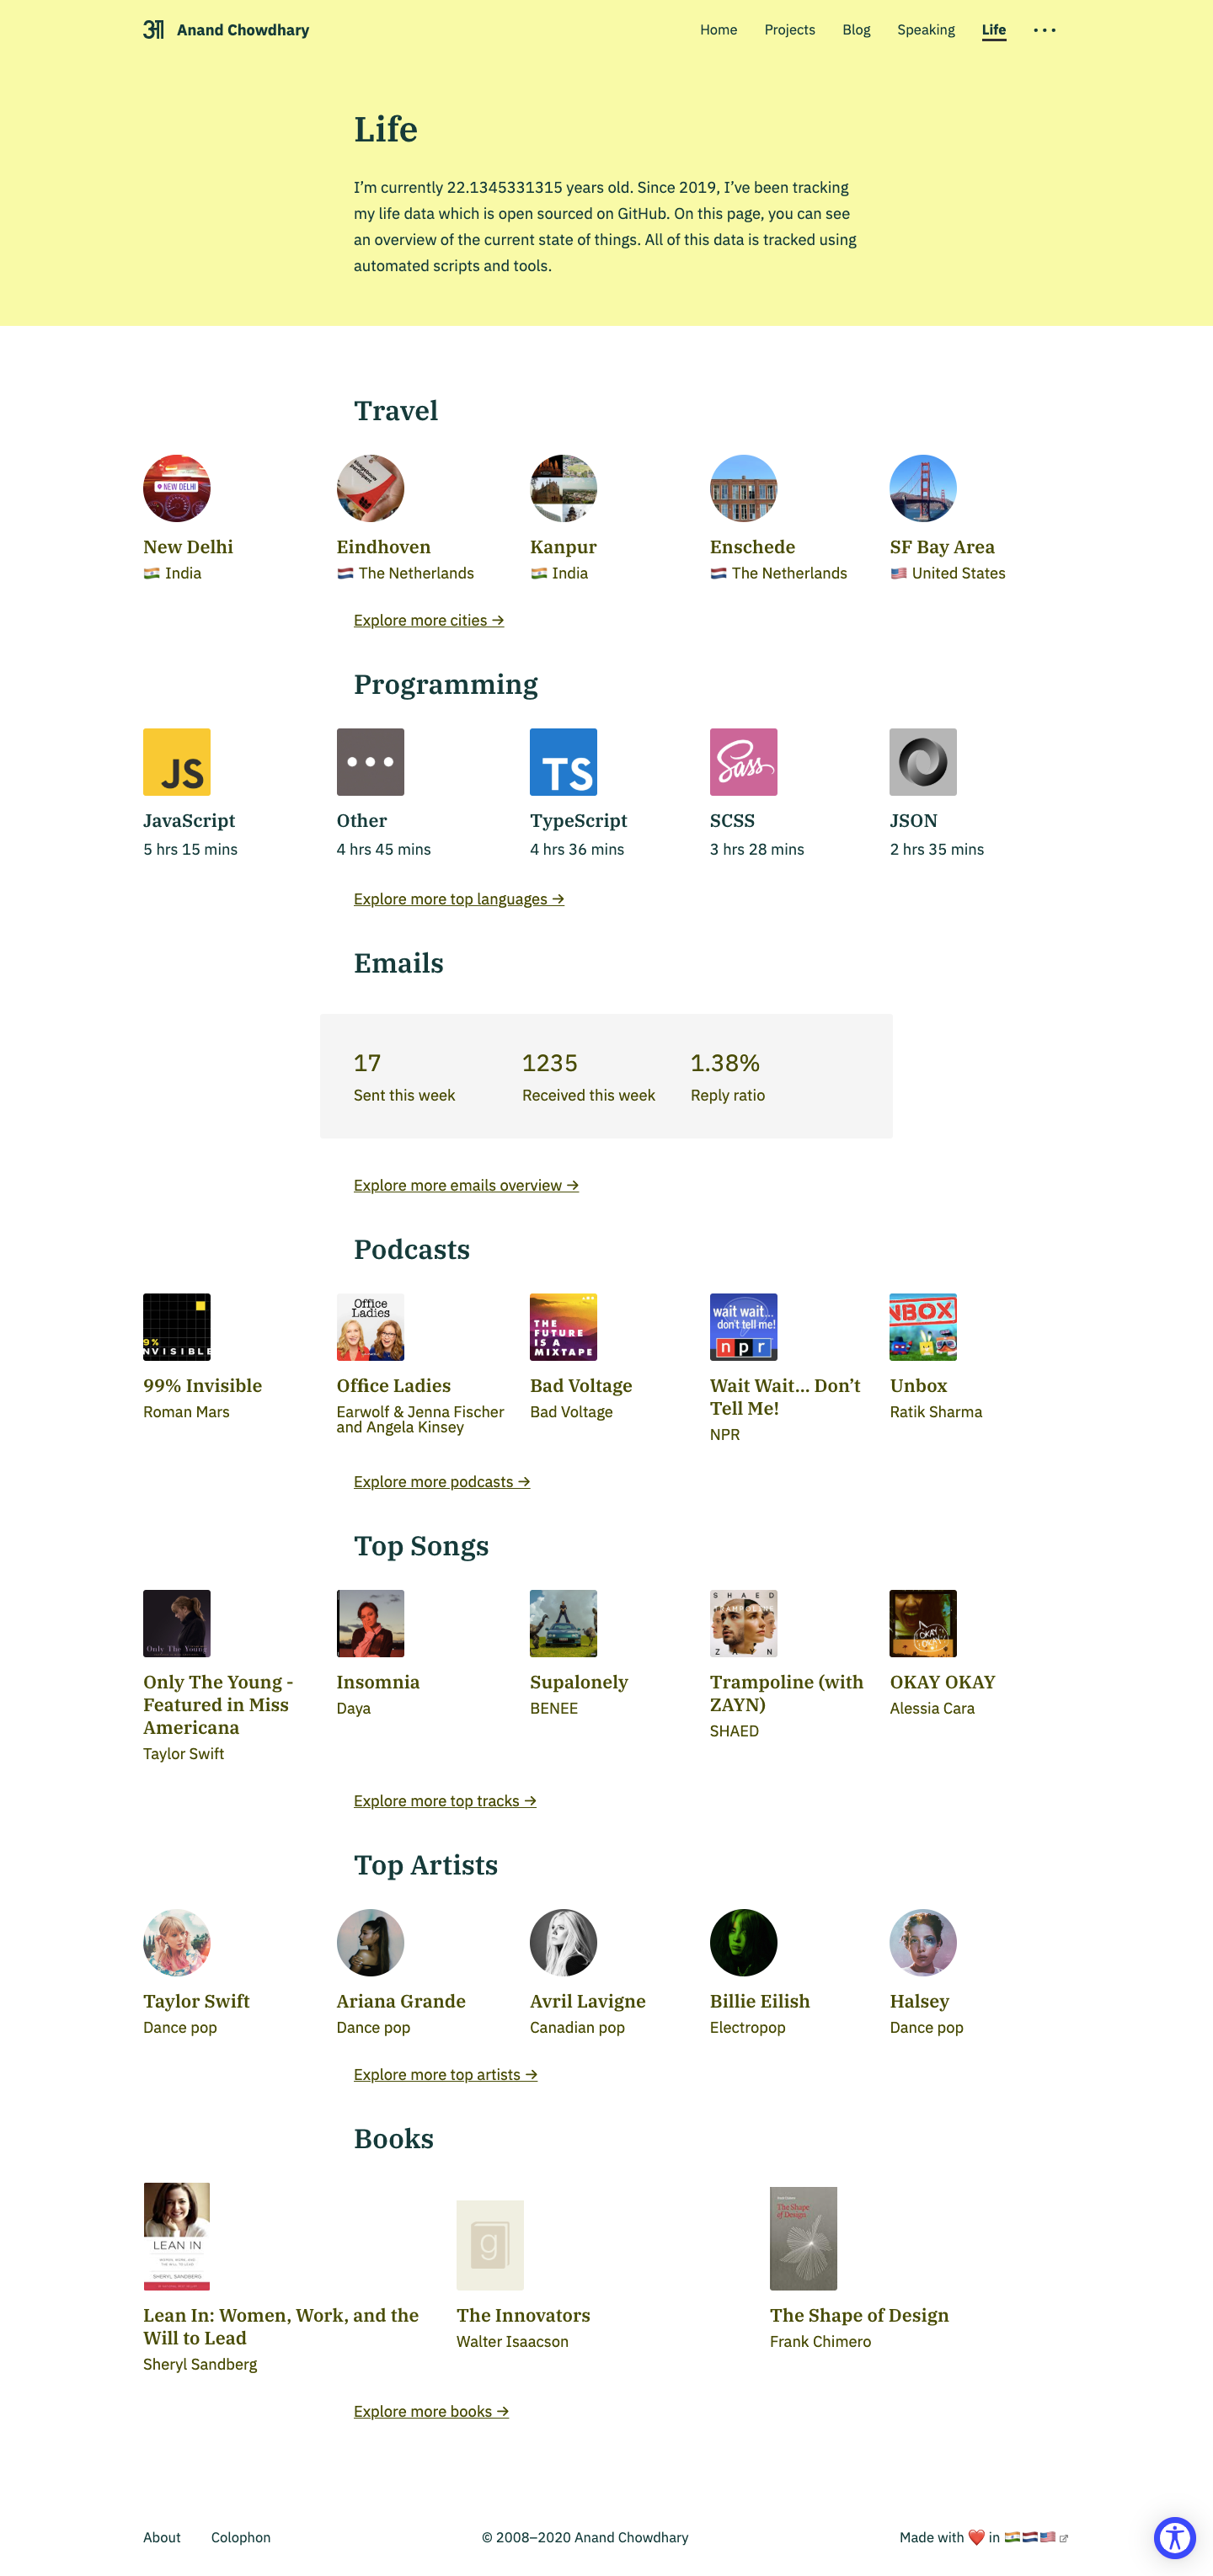 अ Anand Chowdhary
Home Projects Blog Speaking Life
Life
I’m currently 22.1345331315 years old. Since 2019, I’ve been tracking
my life data which is open sourced on GitHub. On this page, you can see
an overview of the current state of things. All of this data is tracked using
automated scripts and tools.
Travel
NEW DELHI
New Delhi Eindhoven Kanpur Enschede SF Bay Area
India The Netherlands India The Netherlands United States
Explore more cities →
Programming
JS TS Sass
JavaScript Other TypeScript SCSS JSON
5 hrs 15 mins 4 hrs 45 mins 4 hrs 36 mins 3 hrs 28 mins 2 hrs 35 mins
Explore more top languages →
Emails
17 1235 1.38%
Sent this week Received this week Reply ratio
Explore more emails overview →
Podcasts
9% NVISIBLE
Office Ladies
THE FUTURE IS A MIXTAPE
wait wait... don't tell me! npr
NBOX
99% Invisible Office Ladies Bad Voltage Wait Wait... Don’t Unbox
Tell Me!
Roman Mars Earwolf & Jenna Fischer Bad Voltage Ratik Sharma
and Angela Kinsey NPR
Explore more podcasts →
Top Songs
Only The Young
SHAED
ZAYN
OKAY OKAY
Only The Young - Insomnia Supalonely Trampoline (with OKAY OKAY
Featured in Miss Daya BENEE ZAYN) Alessia Cara
Americana SHAED
Taylor Swift
Explore more top tracks →
Top Artists
Taylor Swift Ariana Grande Avril Lavigne Billie Eilish Halsey
Dance pop Dance pop Canadian pop Electropop Dance pop
Explore more top artists →
Books
LEAN IN
SHERYL SANDBERG
g
The Shape
of Design
Lean In: Women, Work, and the The Innovators The Shape of Design
Will to Lead Walter Isaacson Frank Chimero
Sheryl Sandberg
Explore more books →
About Colophon © 2008–2020 Anand Chowdhary Made with ❤️ in 🇮🇳🇳🇱🇺🇸